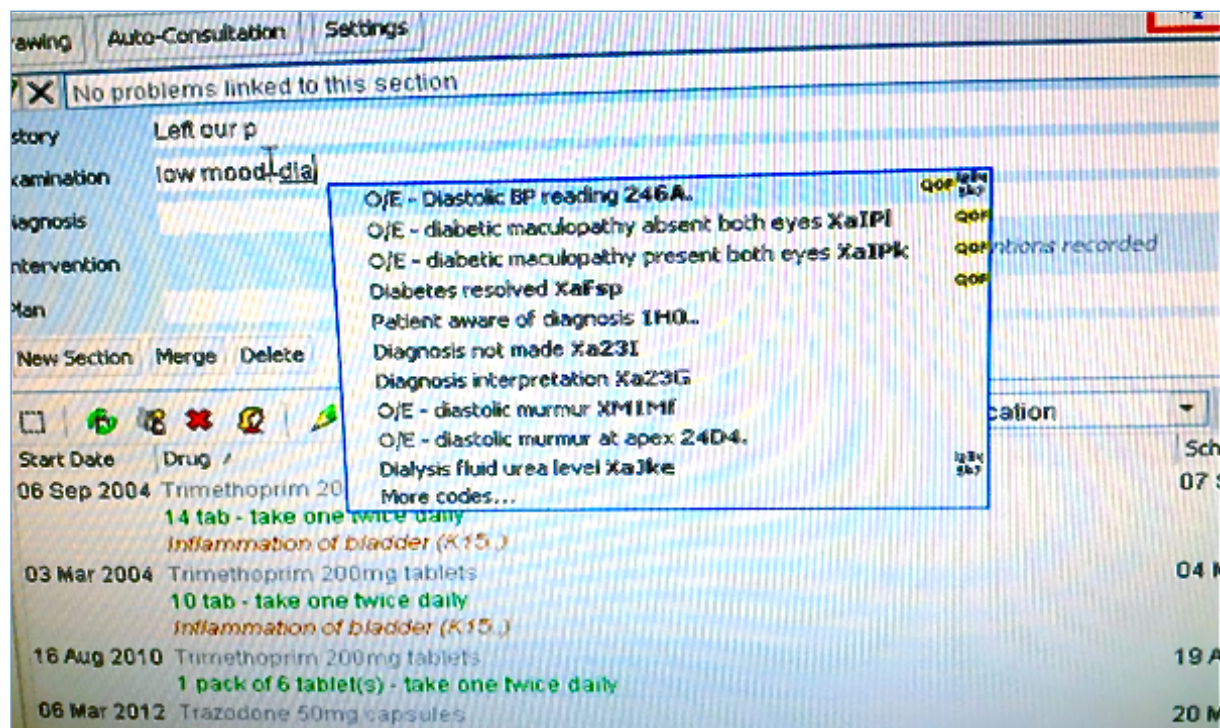 awing Auto-Consultation Settings
No problems linked to this section
story Left our p
xamination low mood dia
iagnosis
ntervention ntions recorded
Plan
O/E - Diastolic BP reading 246A.. QOF
O/E - diabetic maculopathy absent both eyes XaIPl QOF
O/E - diabetic maculopathy present both eyes XaIPk QOF
Diabetes resolved XaFsp QOF
Patient aware of diagnosis 1H0..
Diagnosis not made Xa23I
Diagnosis interpretation Xa23G
O/E - diastolic murmur XM1Mf
O/E - diastolic murmur at apex 24D4.
Dialysis fluid urea level XaJke
More codes...
New Section Merge Delete
cation
Start Date Drug Sch
06 Sep 2004 Trimethoprim 20 07 S
14 tab - take one twice daily
Inflammation of bladder (K15..)
03 Mar 2004 Trimethoprim 200mg tablets 04 M
10 tab - take one twice daily
Inflammation of bladder (K15..)
16 Aug 2010 Trimethoprim 200mg tablets 19 A
1 pack of 6 tablet(s) - take one twice daily
06 Mar 2012 Trazodone 50mg capsules 20 M